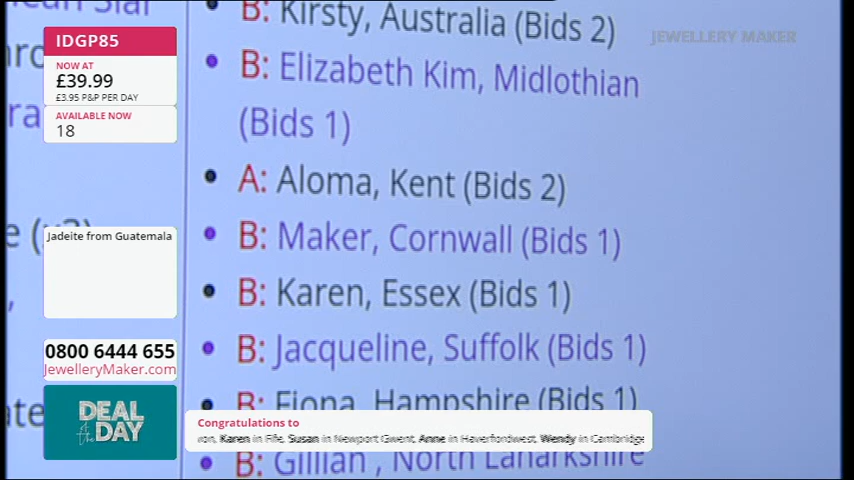 IDGP85
NOW AT
£39.99
£3.95 P&P PER DAY
AVAILABLE NOW
18
Jadeite from Guatemala
0800 6444 655
JewelleryMaker.com
DEAL
of the
DAY
JEWELLERY MAKER
B: Kirsty, Australia (Bids 2)
B: Elizabeth Kim, Midlothian
(Bids 1)
A: Aloma, Kent (Bids 2)
B: Maker, Cornwall (Bids 1)
B: Karen, Essex (Bids 1)
B: Jacqueline, Suffolk (Bids 1)
B: Fiona, Hampshire (Bids 1)
Congratulations to
von, Karen in Fife, Susan in Newport Gwent, Anne in Haverfordwest, Wendy in Cambridge
B: Gillian , North Lanarkshire